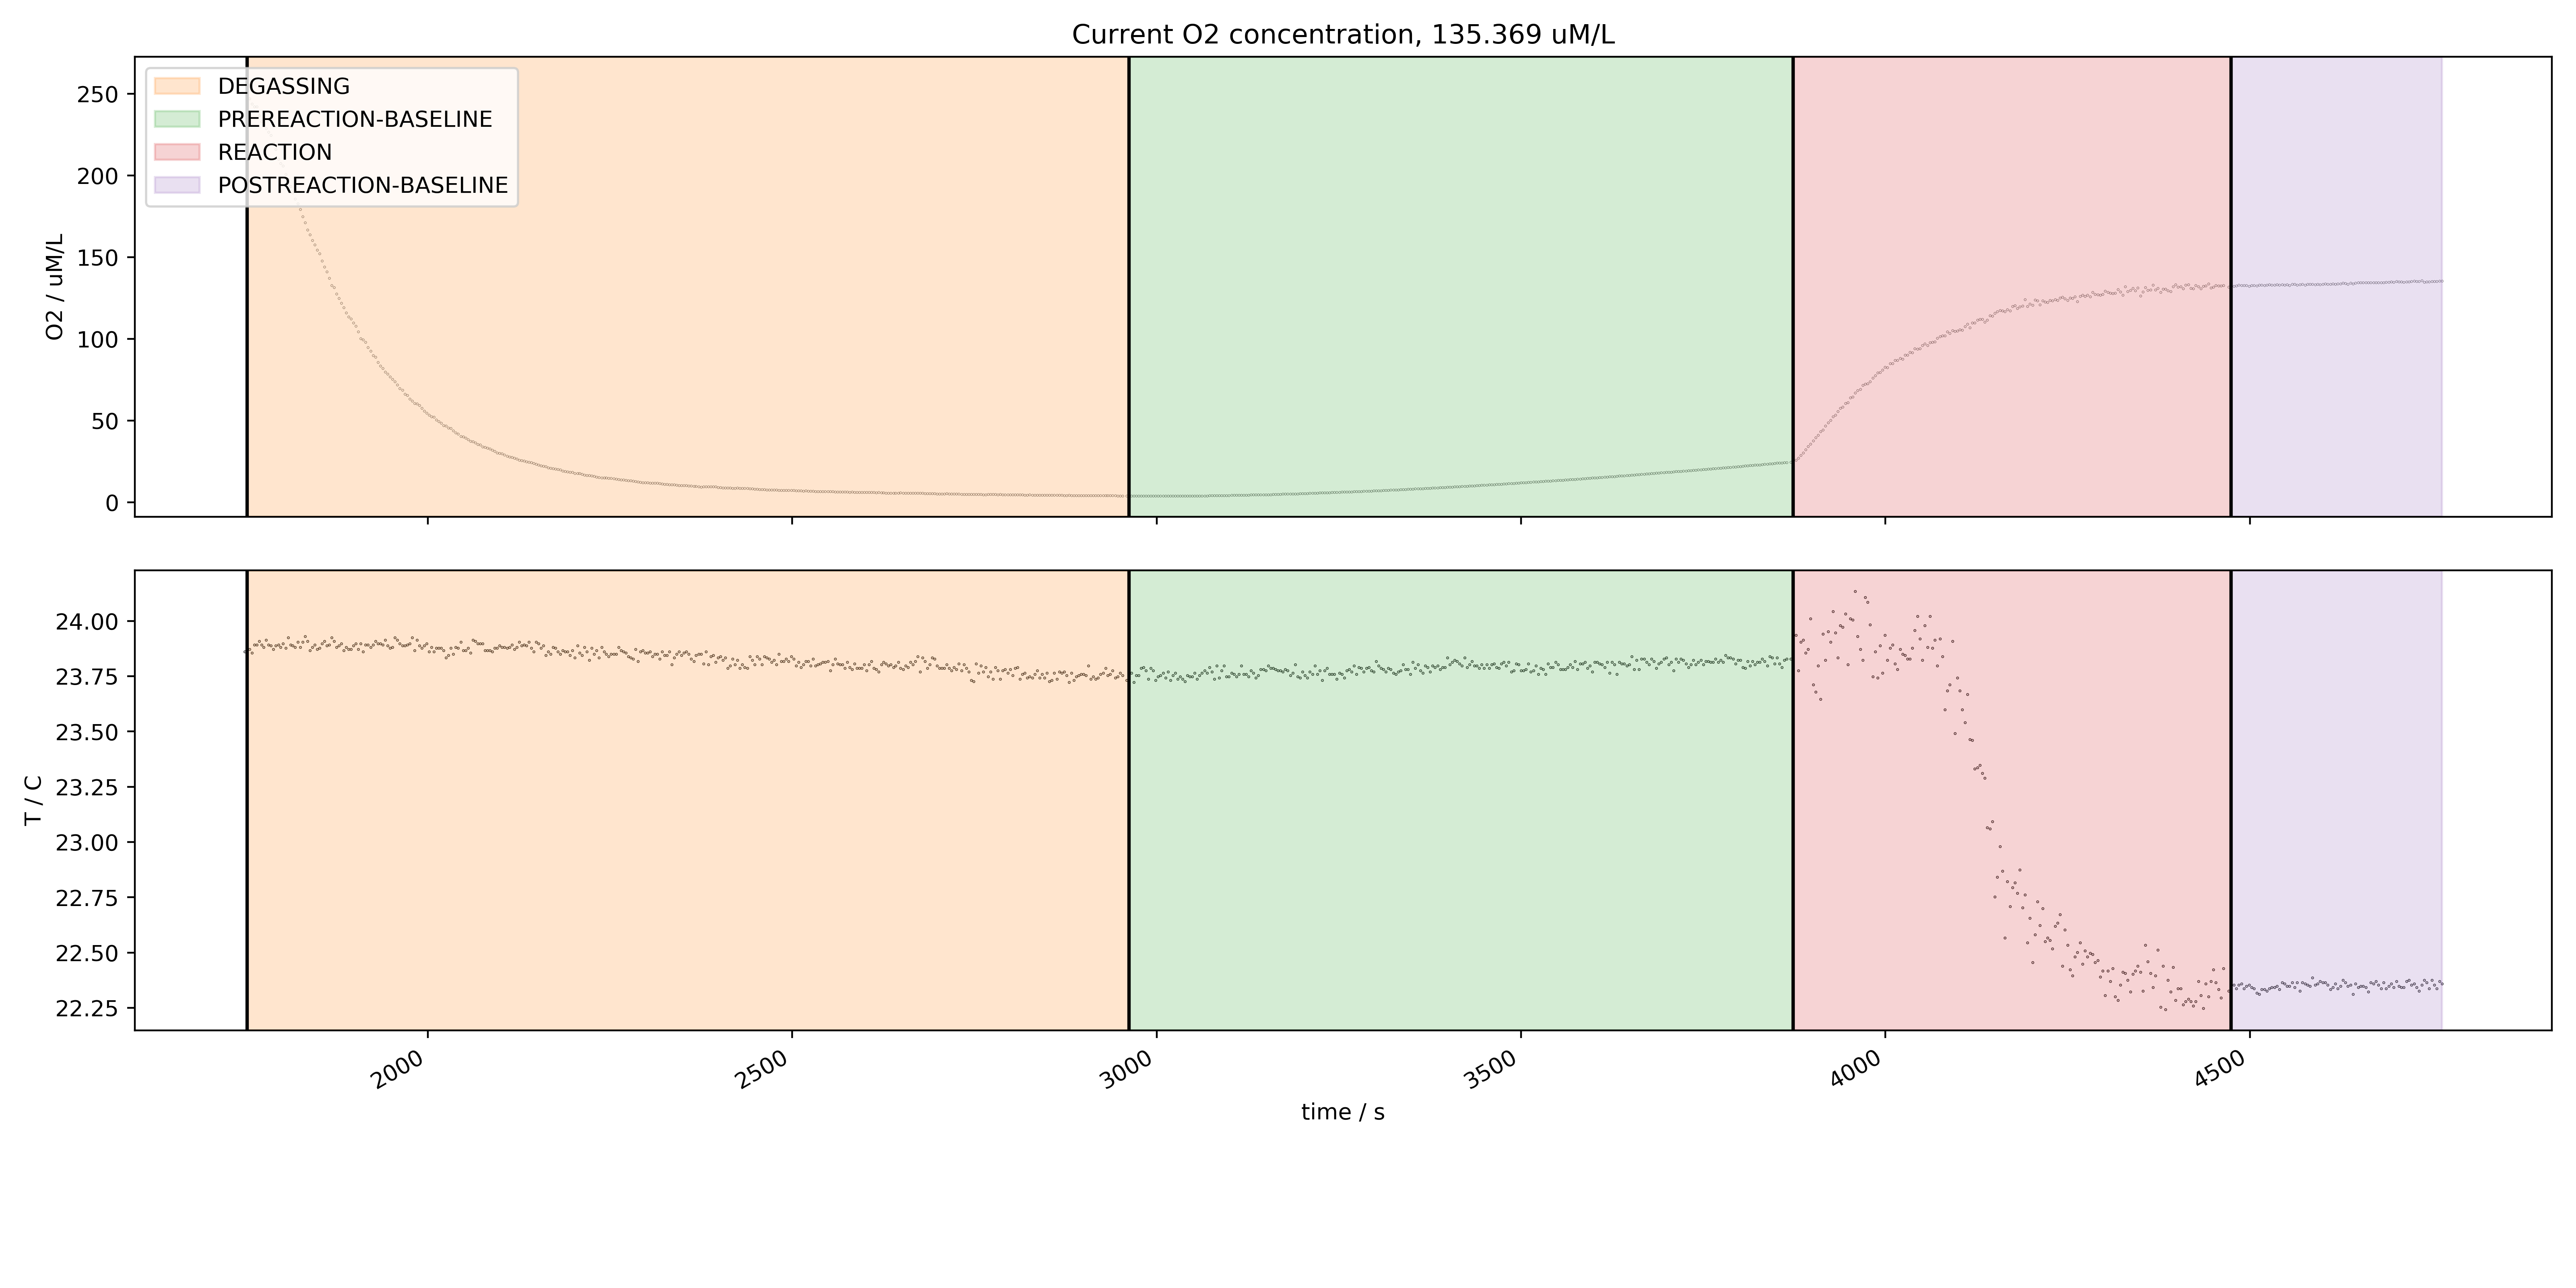 Current O2 concentration, 135.369 uM/L
DEGASSING
PREREACTION-BASELINE
REACTION
POSTREACTION-BASELINE
250
200
150
100
50
0
O2 / uM/L
24.00
23.75
23.50
23.25
23.00
22.75
22.50
22.25
T / C
2000
2500
3000
3500
4000
4500
time / s